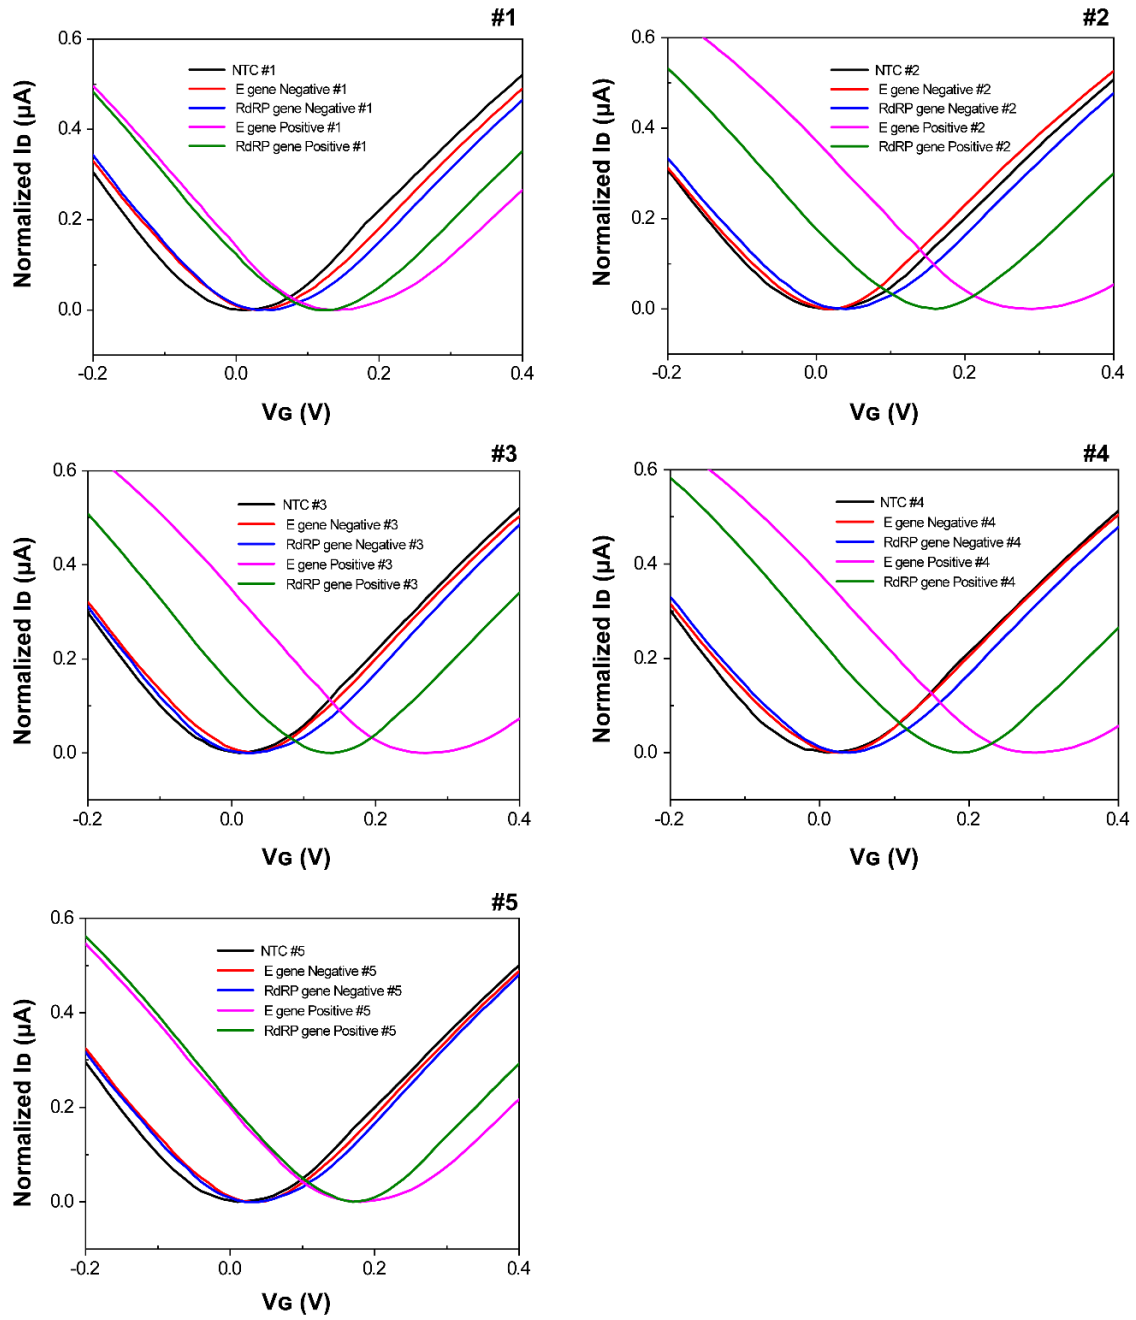 #1
0.6
0.4
0.2
0.0
-0.2
0.0
0.2
0.4
Normalized ID (µA)
VG (V)
NTC #1
E gene Negative #1
RdRP gene Negative #1
E gene Positive #1
RdRP gene Positive #1
#2
0.6
0.4
0.2
0.0
-0.2
0.0
0.2
0.4
Normalized ID (µA)
VG (V)
NTC #2
E gene Negative #2
RdRP gene Negative #2
E gene Positive #2
RdRP gene Positive #2
#3
0.6
0.4
0.2
0.0
-0.2
0.0
0.2
0.4
Normalized ID (µA)
VG (V)
NTC #3
E gene Negative #3
RdRP gene Negative #3
E gene Positive #3
RdRP gene Positive #3
#4
0.6
0.4
0.2
0.0
-0.2
0.0
0.2
0.4
Normalized ID (µA)
VG (V)
NTC #4
E gene Negative #4
RdRP gene Negative #4
E gene Positive #4
RdRP gene Positive #4
#5
0.6
0.4
0.2
0.0
-0.2
0.0
0.2
0.4
Normalized ID (µA)
VG (V)
NTC #5
E gene Negative #5
RdRP gene Negative #5
E gene Positive #5
RdRP gene Positive #5